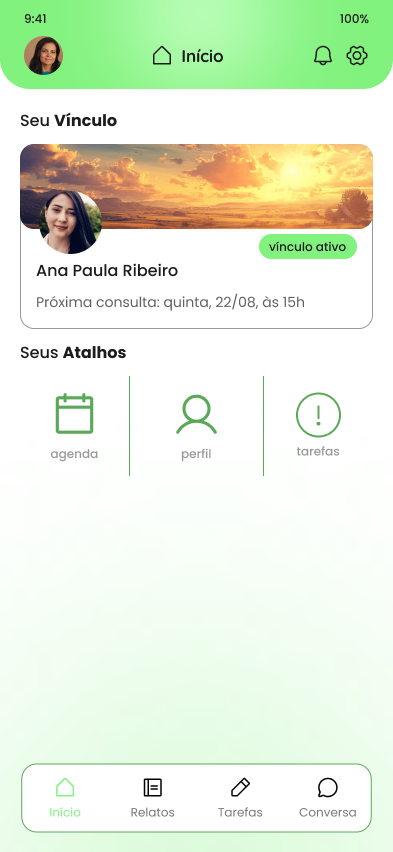 9:41 100%
Início
Seu Vínculo
vínculo ativo
Ana Paula Ribeiro
Próxima consulta: quinta, 22/08, às 15h
Seus Atalhos
agenda perfil tarefas
Início Relatos Tarefas Conversa